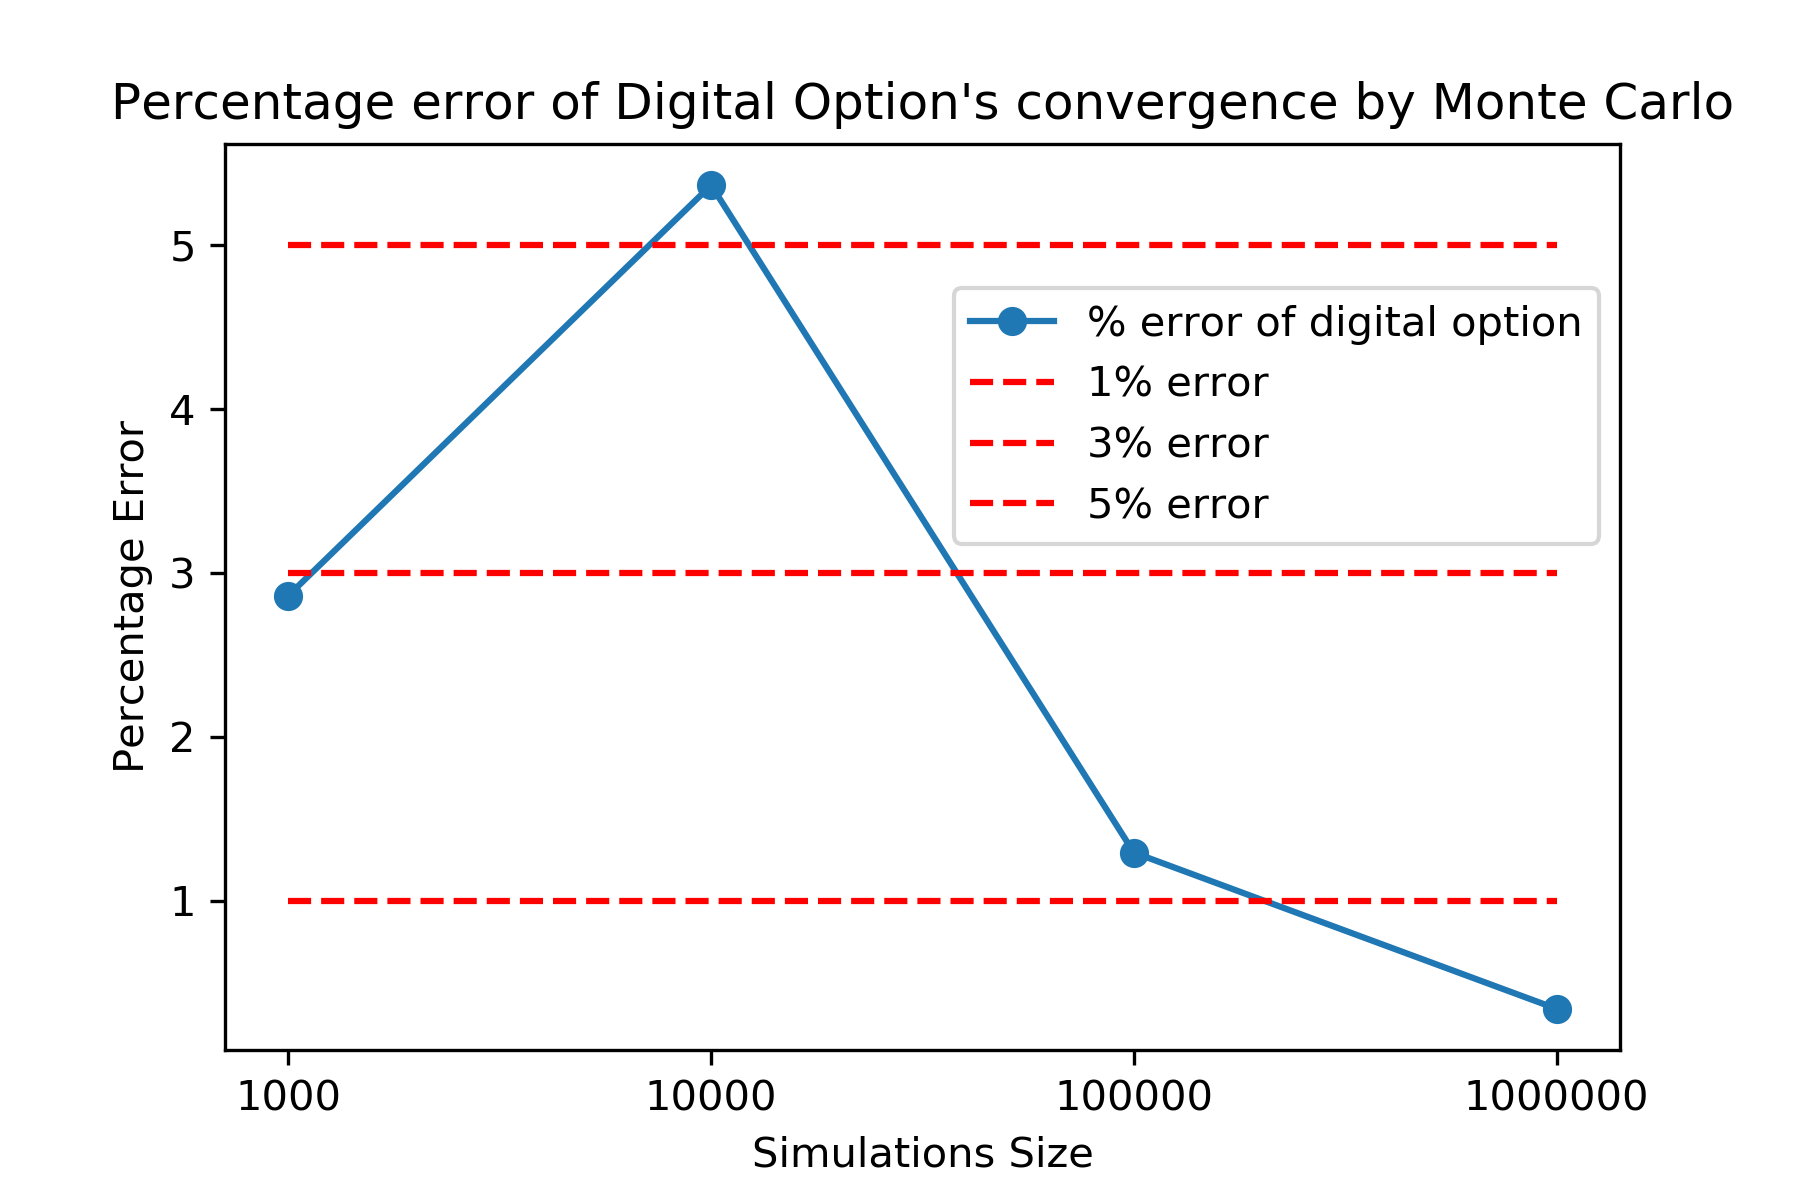 Percentage error of Digital Option's convergence by Monte Carlo
5
4
3
2
1
Percentage Error
% error of digital option
1% error
3% error
5% error
1000 10000 100000 1000000
Simulations Size